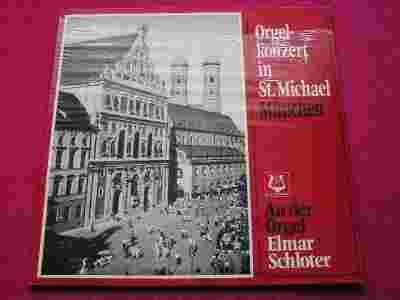 Orgel-
konzert
in
St. Michael
München
An der
Orgel
Elmar
Schloter